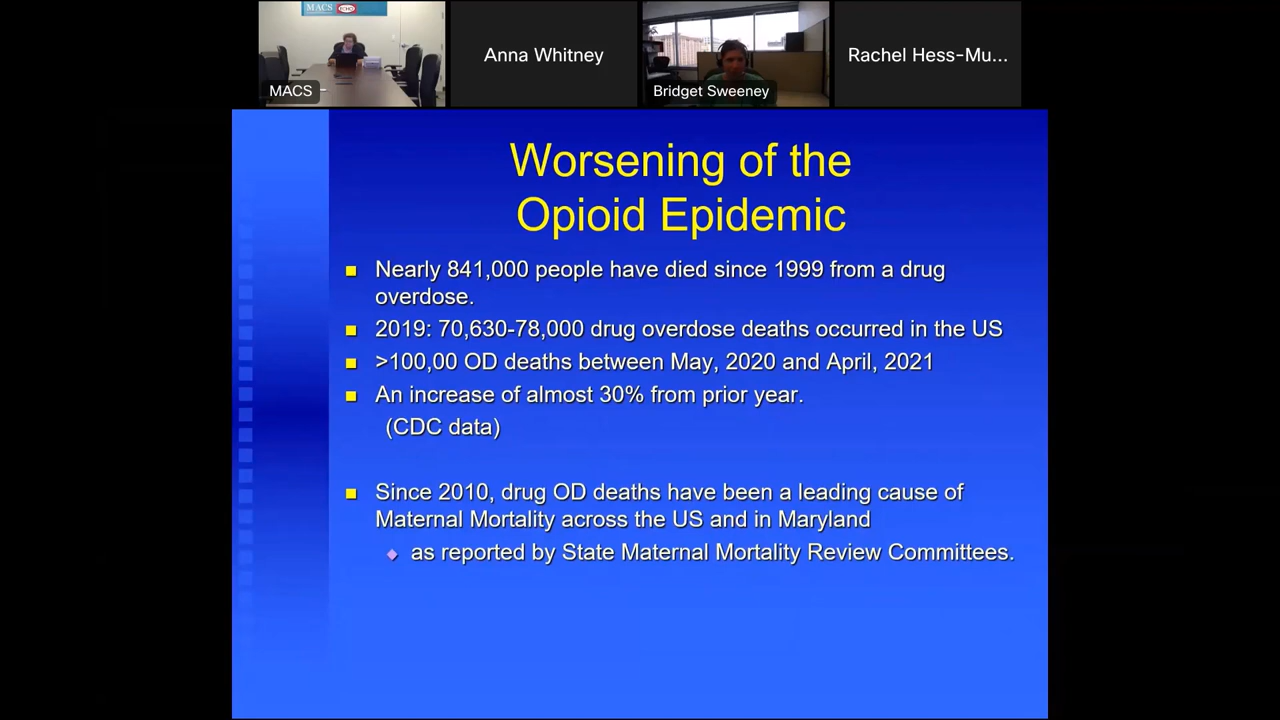 MACS ECHO
MACS
Anna Whitney
Bridget Sweeney
Rachel Hess-Mu...
Worsening of the
Opioid Epidemic
Nearly 841,000 people have died since 1999 from a drug
overdose.
2019: 70,630-78,000 drug overdose deaths occurred in the US
>100,00 OD deaths between May, 2020 and April, 2021
An increase of almost 30% from prior year.
(CDC data)
Since 2010, drug OD deaths have been a leading cause of
Maternal Mortality across the US and in Maryland
as reported by State Maternal Mortality Review Committees.